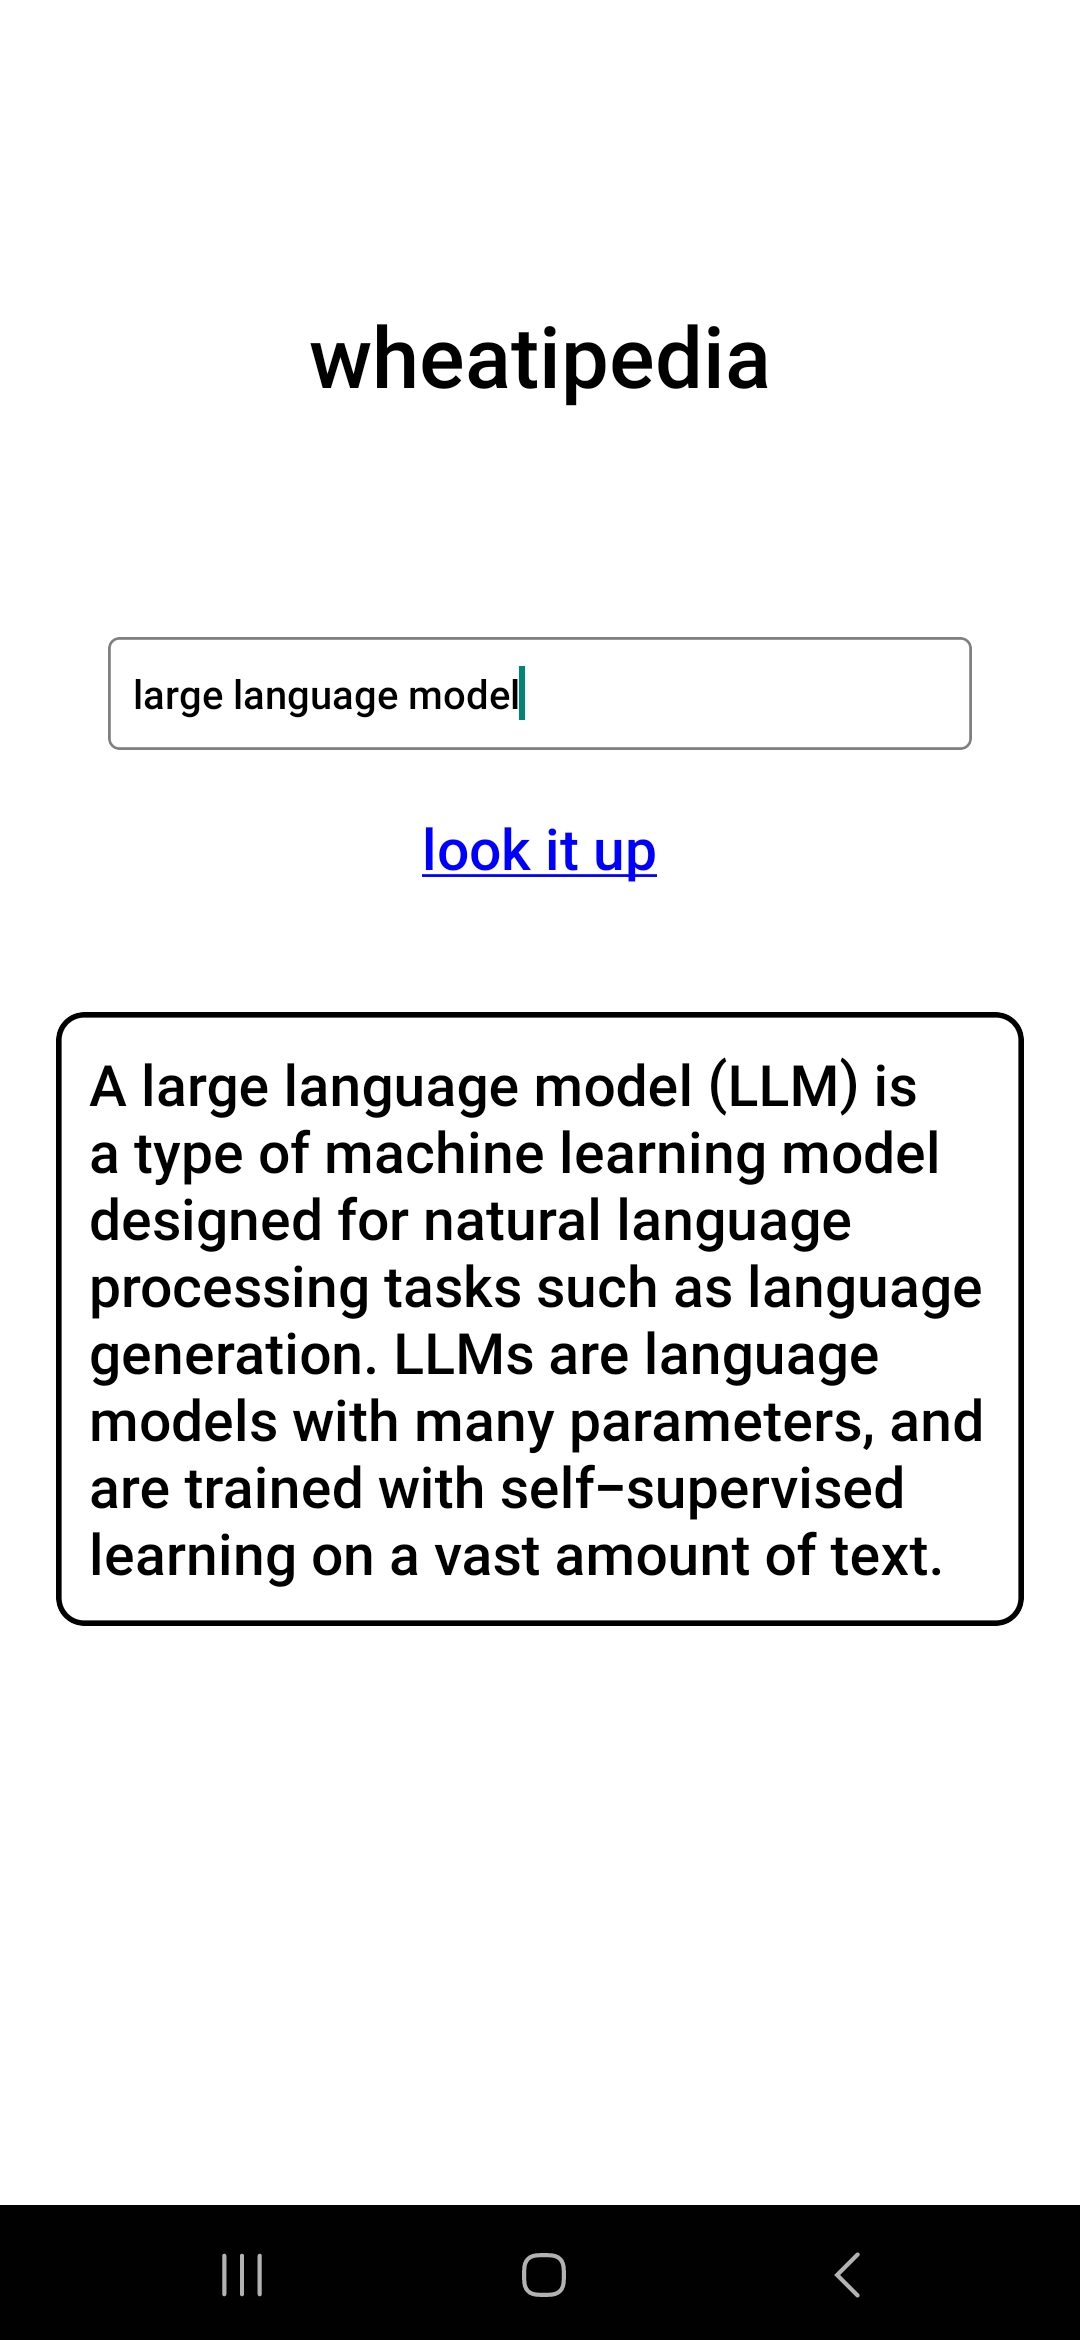 wheatipedia
large language model
look it up
A large language model (LLM) is
a type of machine learning model
designed for natural language
processing tasks such as language
generation. LLMs are language
models with many parameters, and
are trained with self-supervised
learning on a vast amount of text.